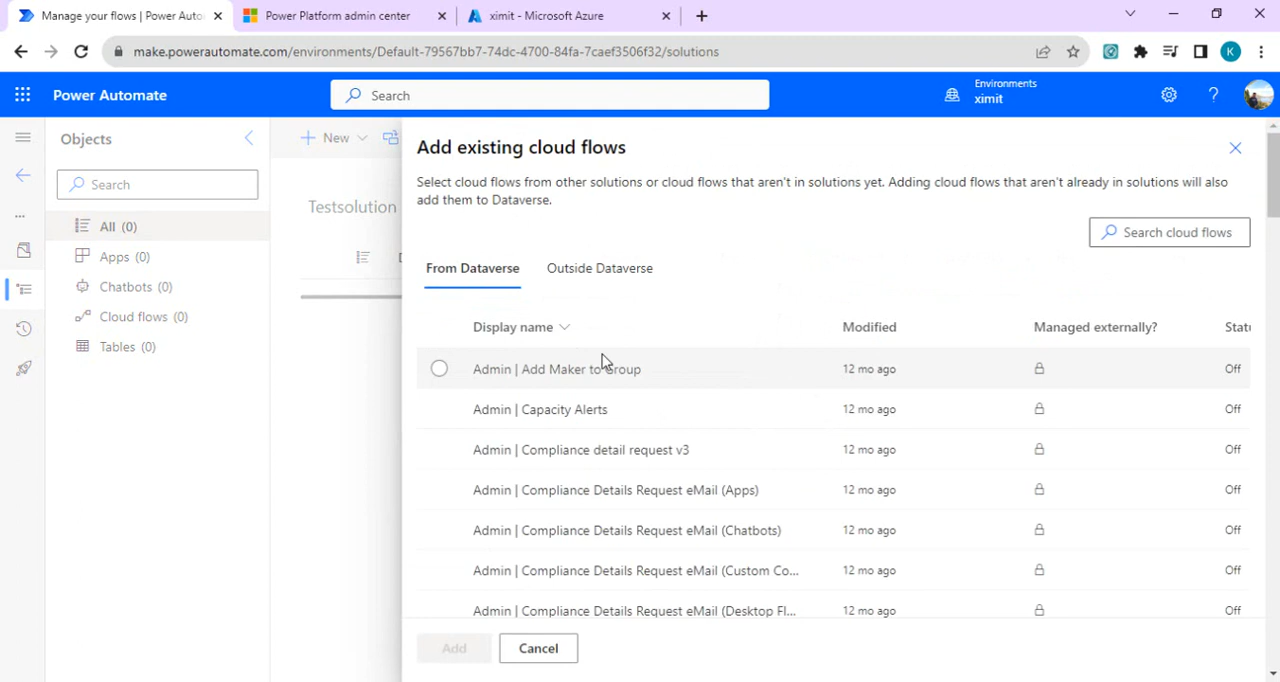 Manage your flows | Power Auto
Power Platform admin center
ximit - Microsoft Azure
make.powerautomate.com/environments/Default-79567bb7-74dc-4700-84fa-7caef3506f32/solutions
K
Power Automate
Search
Environments
ximit
Objects
Search
All (0)
Apps (0)
Chatbots (0)
Cloud flows (0)
Tables (0)
New
Testsolution
Add existing cloud flows
Select cloud flows from other solutions or cloud flows that aren't in solutions yet. Adding cloud flows that aren't already in solutions will also
add them to Dataverse.
Search cloud flows
From Dataverse
Outside Dataverse
Display name
Modified
Managed externally?
Statu
Admin | Add Maker to Group
12 mo ago
Off
Admin | Capacity Alerts
12 mo ago
Off
Admin | Compliance detail request v3
12 mo ago
Off
Admin | Compliance Details Request eMail (Apps)
12 mo ago
Off
Admin | Compliance Details Request eMail (Chatbots)
12 mo ago
Off
Admin | Compliance Details Request eMail (Custom Co...
12 mo ago
Off
Admin | Compliance Details Request eMail (Desktop Fl...
12 mo ago
Off
Add
Cancel